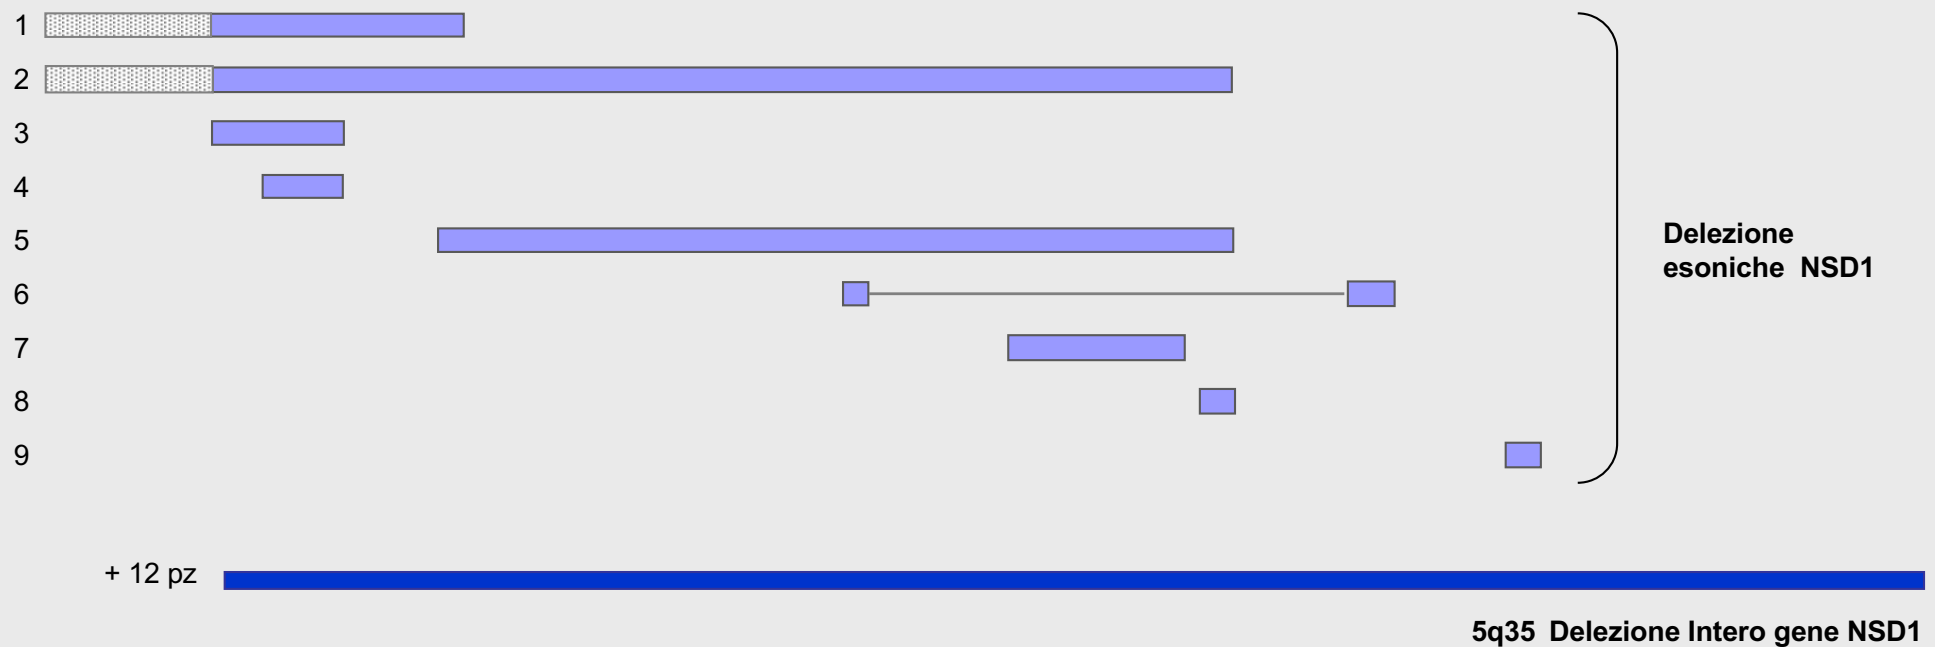 1
2
3
4
5
6
7
8
9
Delezione
esoniche NSD1
+ 12 pz
5q35 Delezione Intero gene NSD1